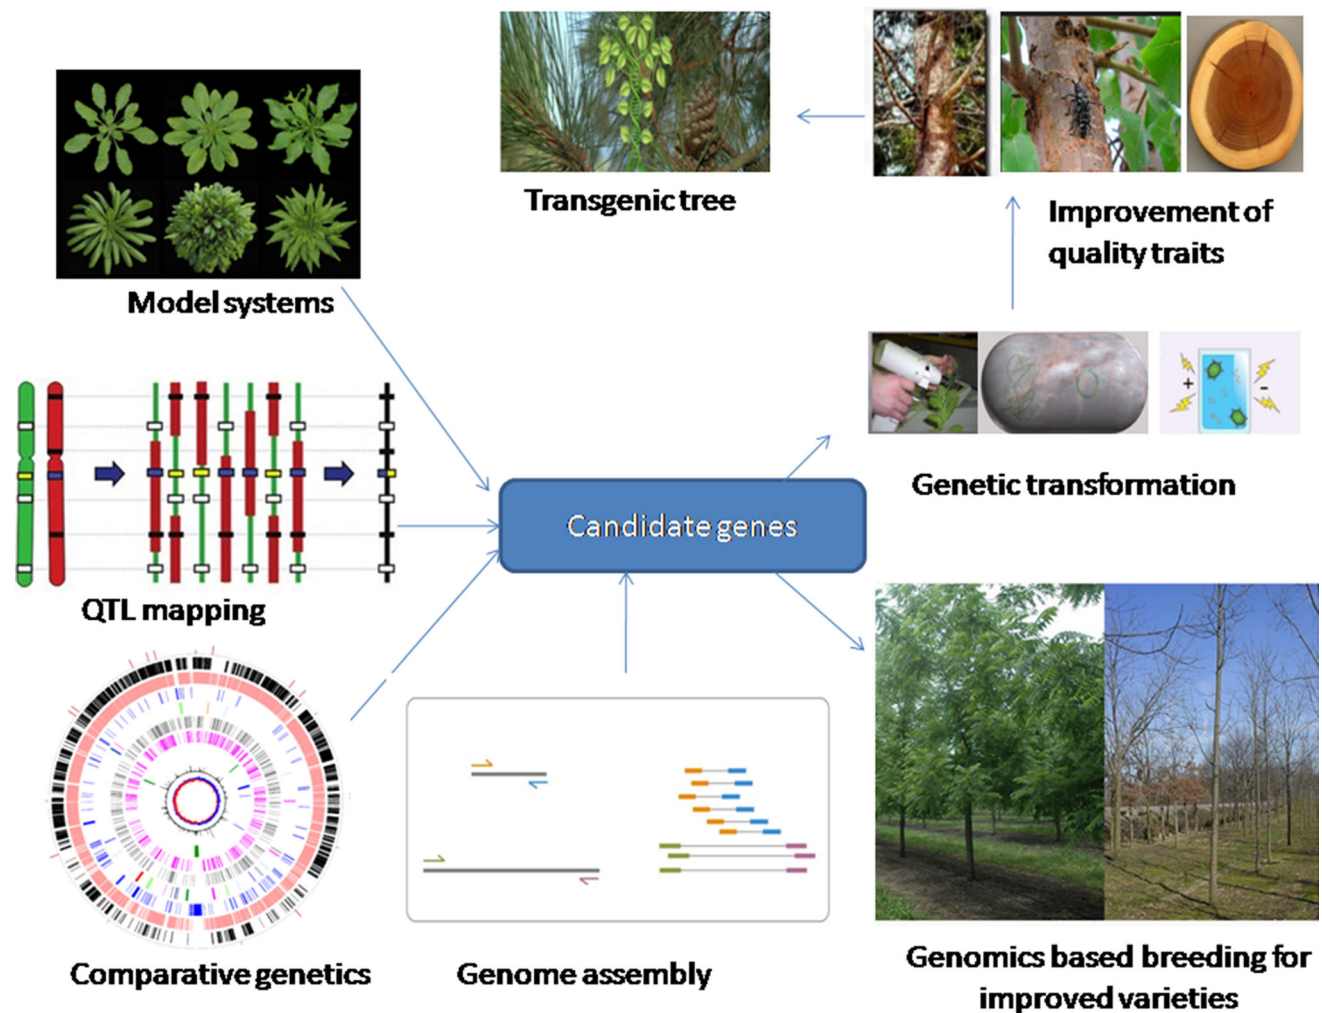 Transgenic tree
Improvement of
quality traits
Model systems
+
-
Genetic transformation
Candidate genes
QTL mapping
Comparative genetics
Genome assembly
Genomics based breeding for
improved varieties